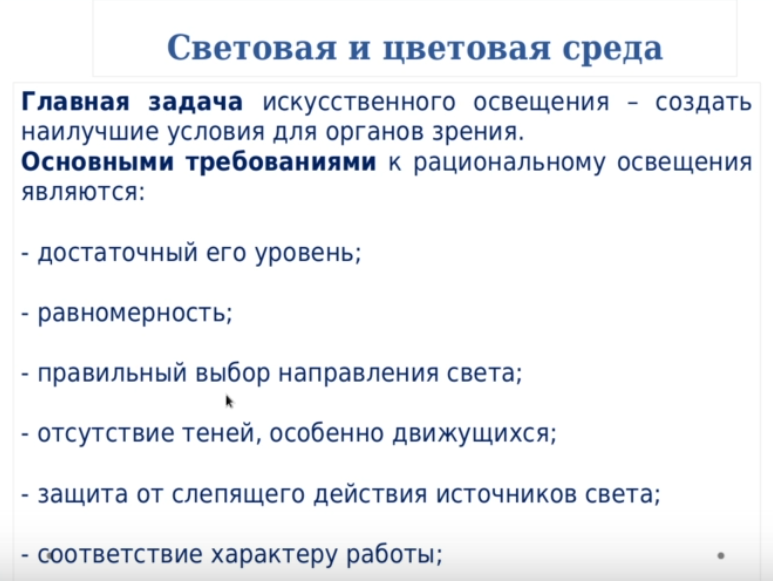 Световая и цветовая среда
Главная задача искусственного освещения – создать
наилучшие условия для органов зрения.
Основными требованиями к рациональному освещения
являются:
- достаточный его уровень;
- равномерность;
- правильный выбор направления света;
- отсутствие теней, особенно движущихся;
- защита от слепящего действия источников света;
- соответствие характеру работы;